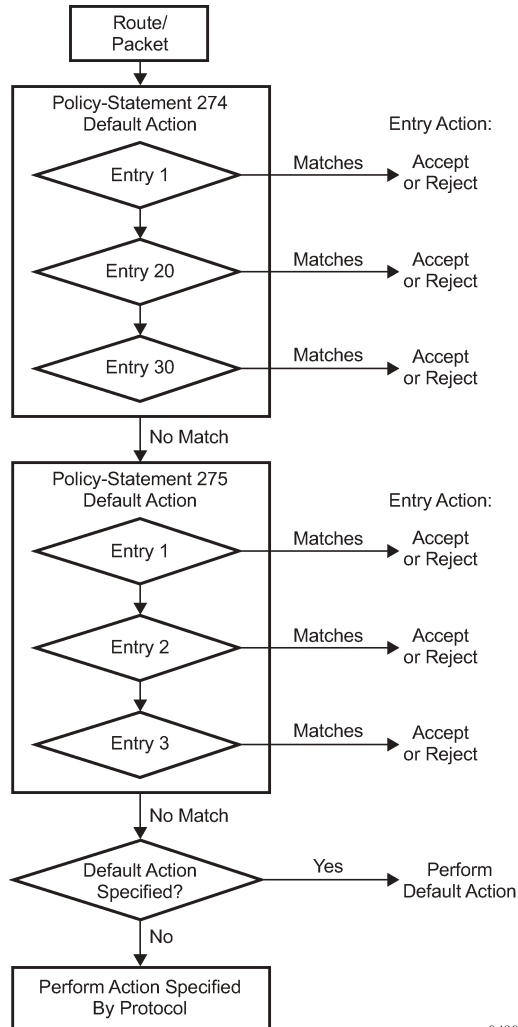 Route/
Packet
Policy-Statement 274
Default Action
Entry Action:
Entry 1
Matches
Accept
or Reject
Entry 20
Matches
Accept
or Reject
Entry 30
Matches
Accept
or Reject
No Match
Policy-Statement 275
Default Action
Entry Action:
Entry 1
Matches
Accept
or Reject
Entry 2
Matches
Accept
or Reject
Entry 3
Matches
Accept
or Reject
No Match
Default Action
Specified?
Yes
Perform
Default Action
No
Perform Action Specified
By Protocol